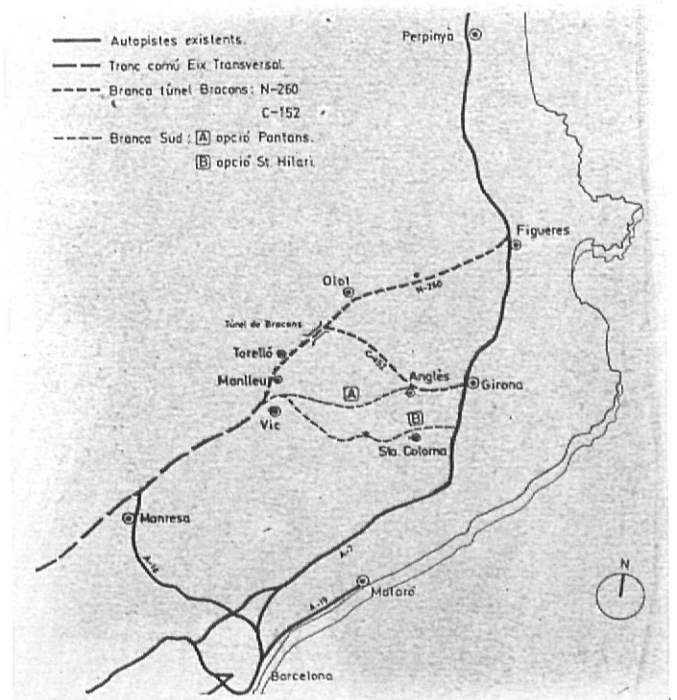 Autopistes existents.
Tronc comú Eix Transversal.
Branca túnel Bracons: N-260
C-152
Branca Sud: A opció Pantans.
B opció St. Hilari.
Perpinyà
Figueres
Olot
N-260
Túnel de Bracons
Torelló
C-152
Manlleu
Anglès
Girona
A
Vic
B
Sta. Coloma
Manresa
A-18
A-7
N
Mataró
A-19
Barcelona